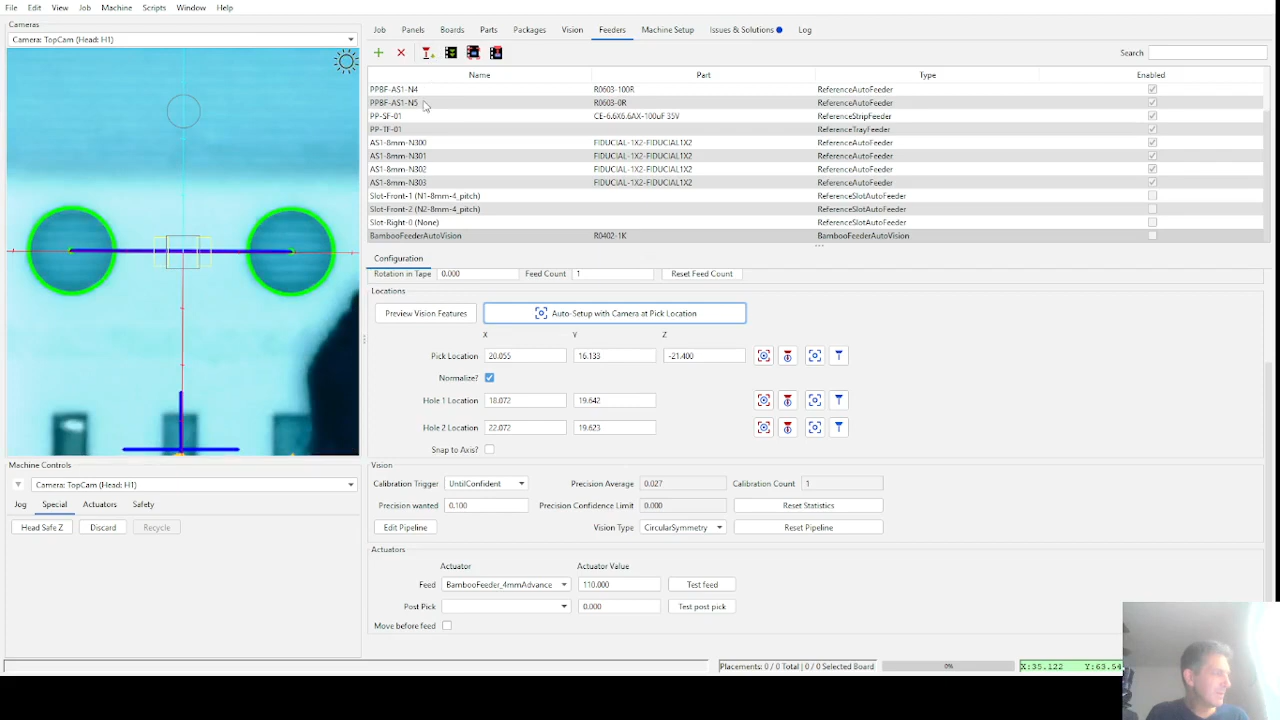 File Edit View Job Machine Scripts Window Help
Cameras
Camera: TopCam (Head: H1)
Job Panels Boards Parts Packages Vision Feeders Machine Setup Issues & Solutions Log
Search
Name Part Type Enabled
PPBF-AS1-N4 R0603-100R ReferenceAutoFeeder
PPBF-AS1-N5 R0603-0R ReferenceAutoFeeder
PP-SF-01 CE-6.6X6.6AX-100uF 35V ReferenceStripFeeder
PP-TF-01 ReferenceTrayFeeder
AS1-8mm-N300 FIDUCIAL-1X2-FIDUCIAL1X2 ReferenceAutoFeeder
AS1-8mm-N301 FIDUCIAL-1X2-FIDUCIAL1X2 ReferenceAutoFeeder
AS1-8mm-N302 FIDUCIAL-1X2-FIDUCIAL1X2 ReferenceAutoFeeder
AS1-8mm-N303 FIDUCIAL-1X2-FIDUCIAL1X2 ReferenceAutoFeeder
Slot-Front-1 (N1-8mm-4_pitch) ReferenceSlotAutoFeeder
Slot-Front-2 (N2-8mm-4_pitch) ReferenceSlotAutoFeeder
Slot-Right-0 (None) ReferenceSlotAutoFeeder
BambooFeederAutoVision R0402-1K BambooFeederAutoVision
Configuration
Rotation in Tape 0.000 Feed Count 1 Reset Feed Count
Locations
Preview Vision Features Auto-Setup with Camera at Pick Location
X Y Z
Pick Location 20.055 16.133 -21.400
Normalize?
Hole 1 Location 18.072 19.642
Hole 2 Location 22.072 19.623
Snap to Axis?
Vision
Calibration Trigger UntilConfident Precision Average 0.027 Calibration Count 1
Precision wanted 0.100 Precision Confidence Limit 0.000 Reset Statistics
Edit Pipeline Vision Type CircularSymmetry Reset Pipeline
Actuators
Actuator Actuator Value
Feed BambooFeeder_4mmAdvance 110.000 Test feed
Post Pick 0.000 Test post pick
Move before feed
Machine Controls
Camera: TopCam (Head: H1)
Jog Special Actuators Safety
Head Safe Z Discard Recycle
Placements: 0 / 0 Total | 0 / 0 Selected Board 0% X:35.122 Y:63.54